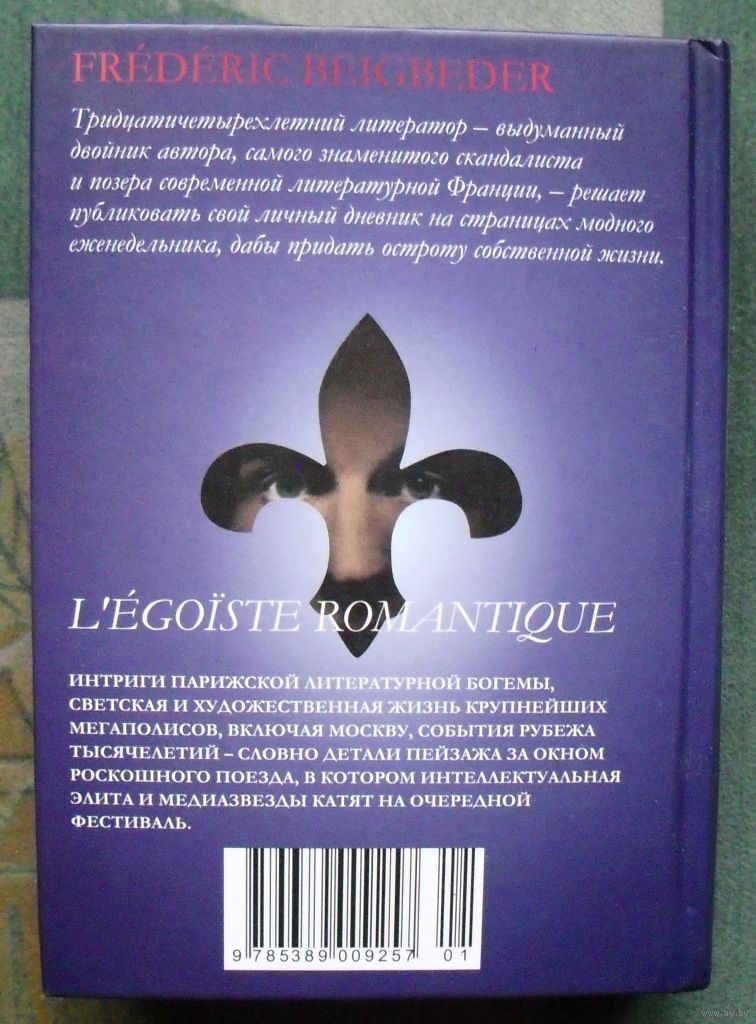 FRÉDÉRIC BEIGBEDER
Тридцатичетырехлетний литератор – выдуманный
двойник автора, самого знаменитого скандалиста
и позера современной литературной Франции, – решает
публиковать свой личный дневник на страницах модного
еженедельника, дабы придать остроту собственной жизни.
L'ÉGOÏSTE ROMANTIQUE
ИНТРИГИ ПАРИЖСКОЙ ЛИТЕРАТУРНОЙ БОГЕМЫ,
СВЕТСКАЯ И ХУДОЖЕСТВЕННАЯ ЖИЗНЬ КРУПНЕЙШИХ
МЕГАПОЛИСОВ, ВКЛЮЧАЯ МОСКВУ, СОБЫТИЯ РУБЕЖА
ТЫСЯЧЕЛЕТИЙ – СЛОВНО ДЕТАЛИ ПЕЙЗАЖА ЗА ОКНОМ
РОСКОШНОГО ПОЕЗДА, В КОТОРОМ ИНТЕЛЛЕКТУАЛЬНАЯ
ЭЛИТА И МЕДИАЗВЕЗДЫ КАТЯТ НА ОЧЕРЕДНОЙ
ФЕСТИВАЛЬ.
9 785389 009257 01
www.ay.by